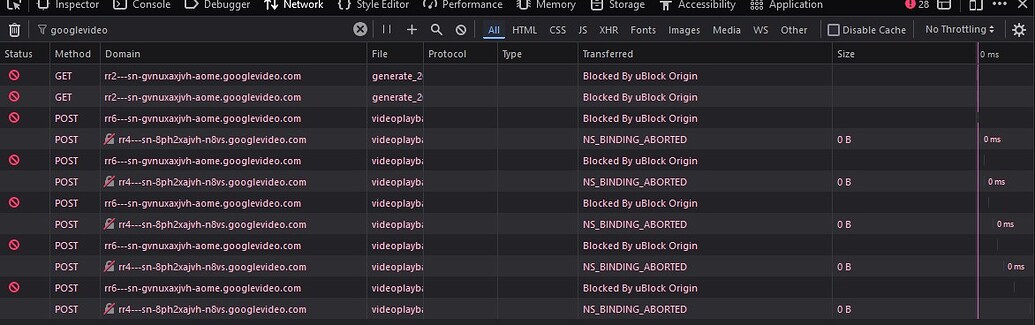 Inspector Console Debugger Network Style Editor Performance Memory Storage Accessibility Application 28
googlevideo All HTML CSS JS XHR Fonts Images Media WS Other Disable Cache No Throttling
Status Method Domain File Protocol Type Transferred Size 0 ms
GET rr2---sn-gvnuxaxjvh-aome.googlevideo.com generate_2 Blocked By uBlock Origin
GET rr2---sn-gvnuxaxjvh-aome.googlevideo.com generate_2 Blocked By uBlock Origin
POST rr6---sn-gvnuxaxjvh-aome.googlevideo.com videoplayba Blocked By uBlock Origin
POST rr4---sn-8ph2xajvh-n8vs.googlevideo.com videoplayba NS_BINDING_ABORTED 0 B 0 ms
POST rr6---sn-gvnuxaxjvh-aome.googlevideo.com videoplayba Blocked By uBlock Origin
POST rr4---sn-8ph2xajvh-n8vs.googlevideo.com videoplayba NS_BINDING_ABORTED 0 B 0 ms
POST rr6---sn-gvnuxaxjvh-aome.googlevideo.com videoplayba Blocked By uBlock Origin
POST rr4---sn-8ph2xajvh-n8vs.googlevideo.com videoplayba NS_BINDING_ABORTED 0 B 0 ms
POST rr6---sn-gvnuxaxjvh-aome.googlevideo.com videoplayba Blocked By uBlock Origin
POST rr4---sn-8ph2xajvh-n8vs.googlevideo.com videoplayba NS_BINDING_ABORTED 0 B 0 ms
POST rr6---sn-gvnuxaxjvh-aome.googlevideo.com videoplayba Blocked By uBlock Origin
POST rr4---sn-8ph2xajvh-n8vs.googlevideo.com videoplayba NS_BINDING_ABORTED 0 B